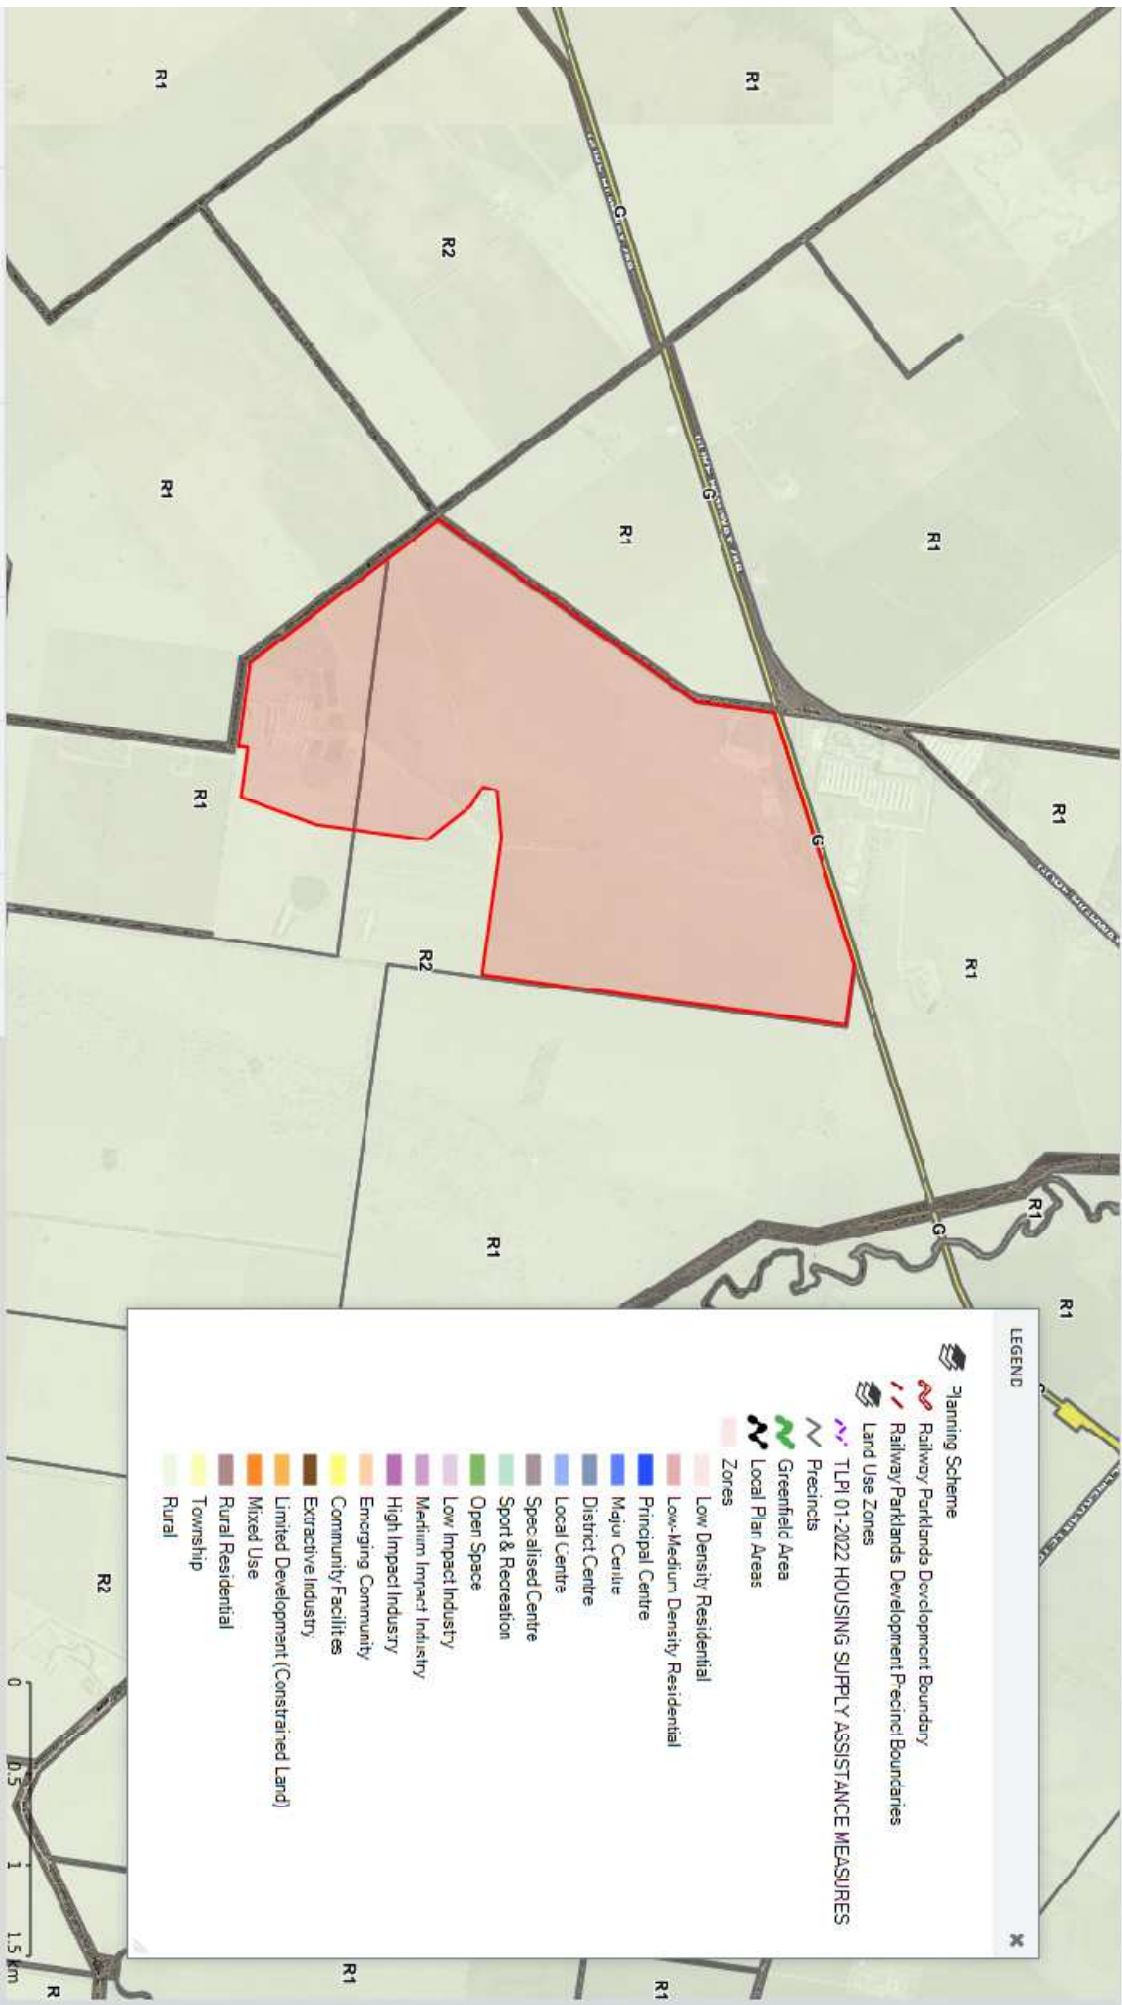 R1
R1
R2
G
R1
R1
R1
G
R1
R1
G
R2
R1
R1
R1
G
R1
R2
R1
R1
R
LEGEND
Planning Scheme
Railway Parklands Development Boundary
Railway Parklands Development Precinct Boundaries
Land Use Zones
TLPI 01-2022 HOUSING SUPPLY ASSISTANCE MEASURES
Precincts
Greenfield Area
Local Plan Areas
Zones
Low Density Residential
Low-Medium Density Residential
Principal Centre
Major Centre
District Centre
Local Centre
Specialised Centre
Sport & Recreation
Open Space
Low Impact Industry
Medium Impact Industry
High Impact Industry
Emerging Community
Community Facilities
Extractive Industry
Limited Development (Constrained Land)
Mixed Use
Rural Residential
Township
Rural
0 0.5 1 1.5 km